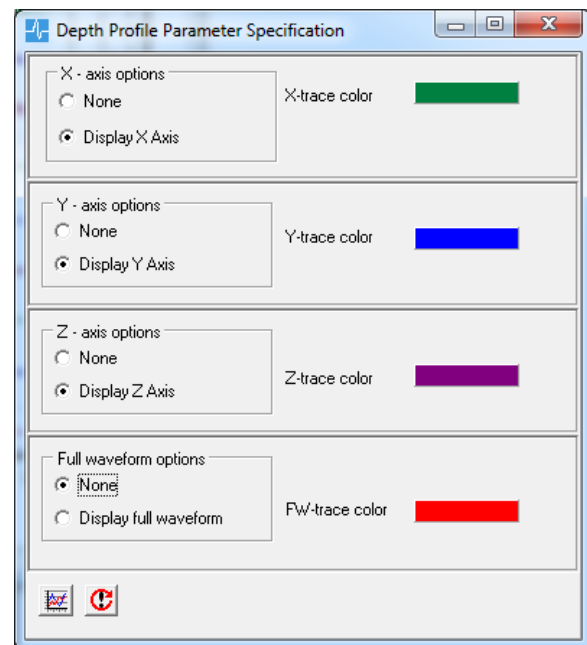 Depth Profile Parameter Specification
X - axis options
None
Display X Axis
X-trace color
Y - axis options
None
Display Y Axis
Y-trace color
Z - axis options
None
Display Z Axis
Z-trace color
Full waveform options
None
Display full waveform
FW-trace color